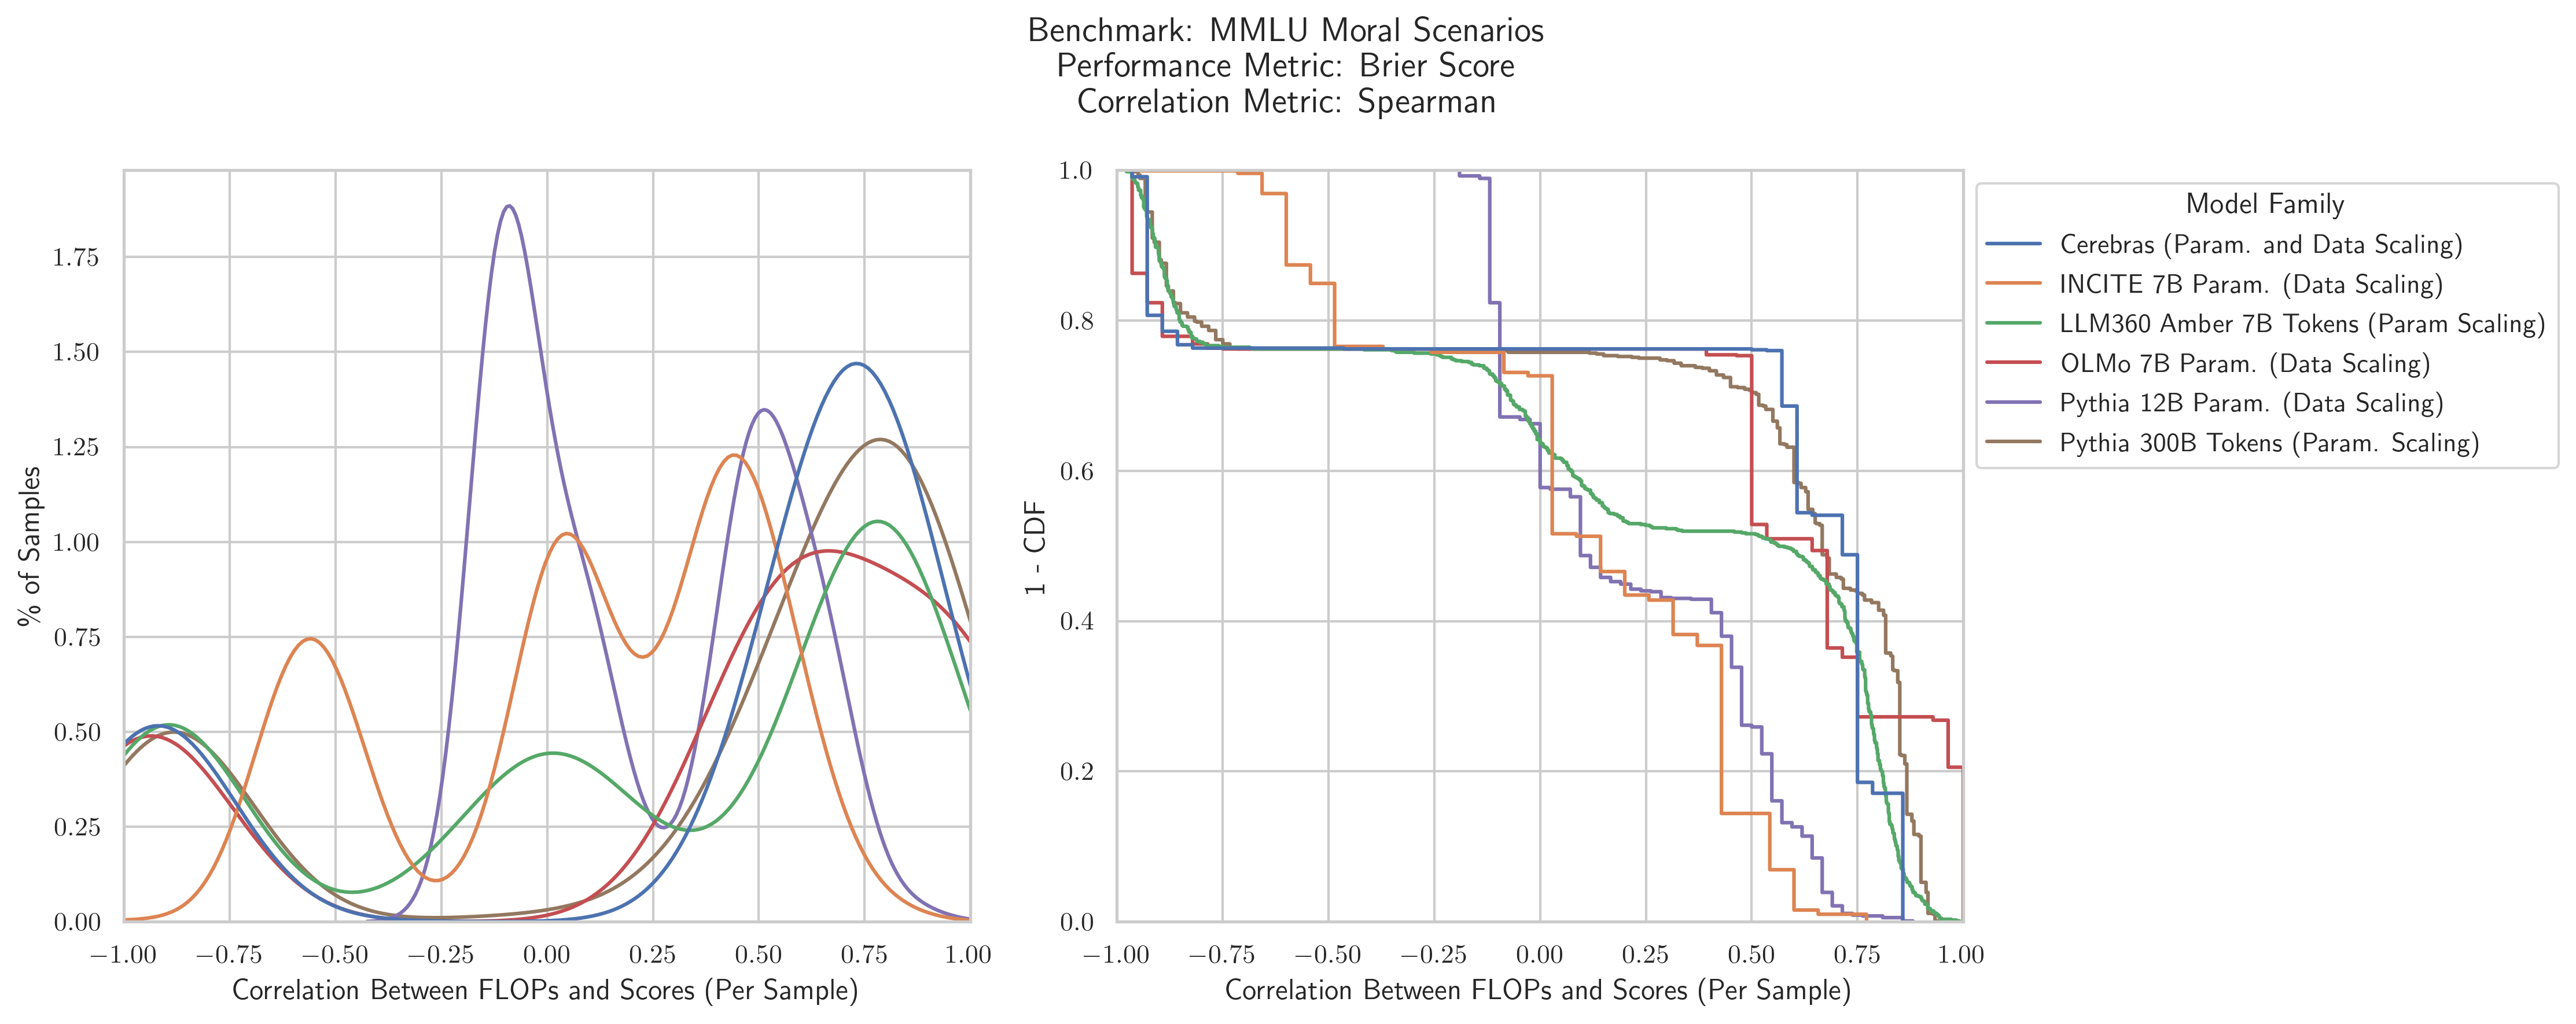 Benchmark: MMLU Moral Scenarios
Performance Metric: Brier Score
Correlation Metric: Spearman
% of Samples
1.75
1.50
1.25
1.00
0.75
0.50
0.25
0.00
−1.00 −0.75 −0.50 −0.25 0.00 0.25 0.50 0.75 1.00
Correlation Between FLOPs and Scores (Per Sample)
1 - CDF
1.0
0.8
0.6
0.4
0.2
0.0
−1.00 −0.75 −0.50 −0.25 0.00 0.25 0.50 0.75 1.00
Correlation Between FLOPs and Scores (Per Sample)
Model Family
Cerebras (Param. and Data Scaling)
INCITE 7B Param. (Data Scaling)
LLM360 Amber 7B Tokens (Param Scaling)
OLMo 7B Param. (Data Scaling)
Pythia 12B Param. (Data Scaling)
Pythia 300B Tokens (Param. Scaling)